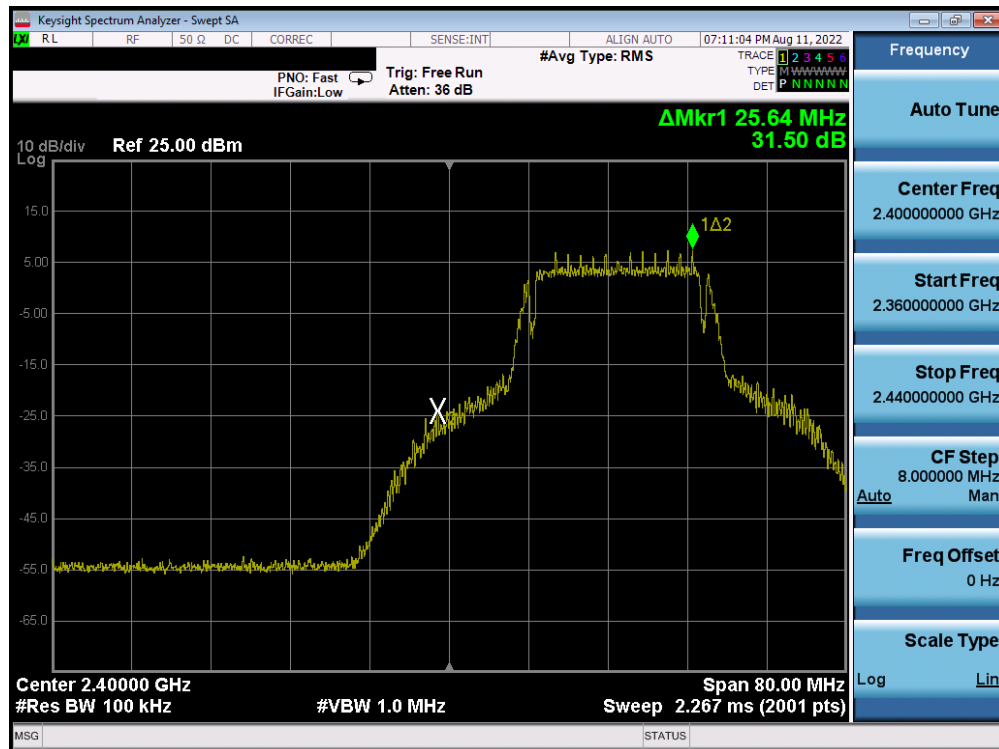 Keysight Spectrum Analyzer - Swept SA
LXI RL RF 50 Ω DC CORREC SENSE:INT ALIGN AUTO 07:11:04 PM Aug 11, 2022
Frequency
#Avg Type: RMS
TRACE 1 2 3 4 5 6
PNO: Fast
Trig: Free Run
TYPE M WWWWW
IFGain:Low
Atten: 36 dB
DET P N N N N N
ΔMkr1 25.64 MHz
31.50 dB
10 dB/div Ref 25.00 dBm
Log
15.0
5.00
-5.00
-15.0
-25.0
-35.0
-45.0
-55.0
-65.0
1Δ2
X
Center 2.40000 GHz
Span 80.00 MHz
#Res BW 100 kHz
#VBW 1.0 MHz
Sweep 2.267 ms (2001 pts)
Auto Tune
Center Freq
2.400000000 GHz
Start Freq
2.360000000 GHz
Stop Freq
2.440000000 GHz
CF Step
8.000000 MHz
Auto Man
Freq Offset
0 Hz
Scale Type
Log Lin
MSG
STATUS